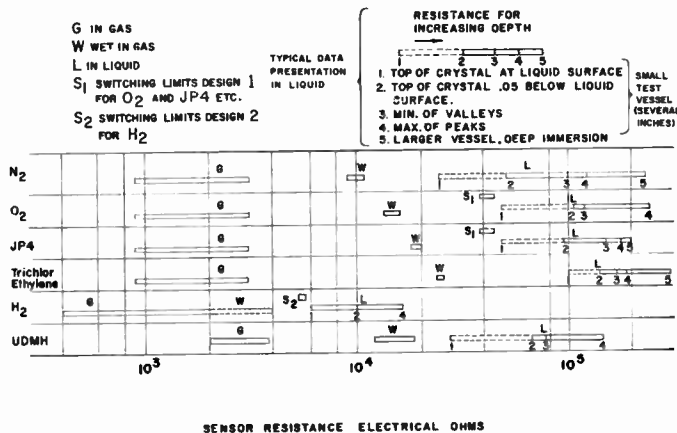 G IN GAS
W WET IN GAS
L IN LIQUID
S1 SWITCHING LIMITS DESIGN 1
FOR O2 AND JP4 ETC.
S2 SWITCHING LIMITS DESIGN 2
FOR H2
TYPICAL DATA
PRESENTATION
IN LIQUID
RESISTANCE FOR
INCREASING DEPTH
1 2 3 4 5
1. TOP OF CRYSTAL AT LIQUID SURFACE
2. TOP OF CRYSTAL .05 BELOW LIQUID
SURFACE.
3. MIN. OF VALLEYS
4. MAX. OF PEAKS
5. LARGER VESSEL, DEEP IMMERSION
SMALL
TEST
VESSEL
(SEVERAL
INCHES)
N2 G W L
1 2 3 4 5
O2 G W S1 L
1 2 3 4
JP4 G W S1 L
1 2 3 4 5
Trichlor
Ethylene G W L
1 2 3 4 5
H2 G W S2 L
1 2 4
UDMH G W L
1 2 3 4
10³ 10⁴ 10⁵
SENSOR RESISTANCE ELECTRICAL OHMS